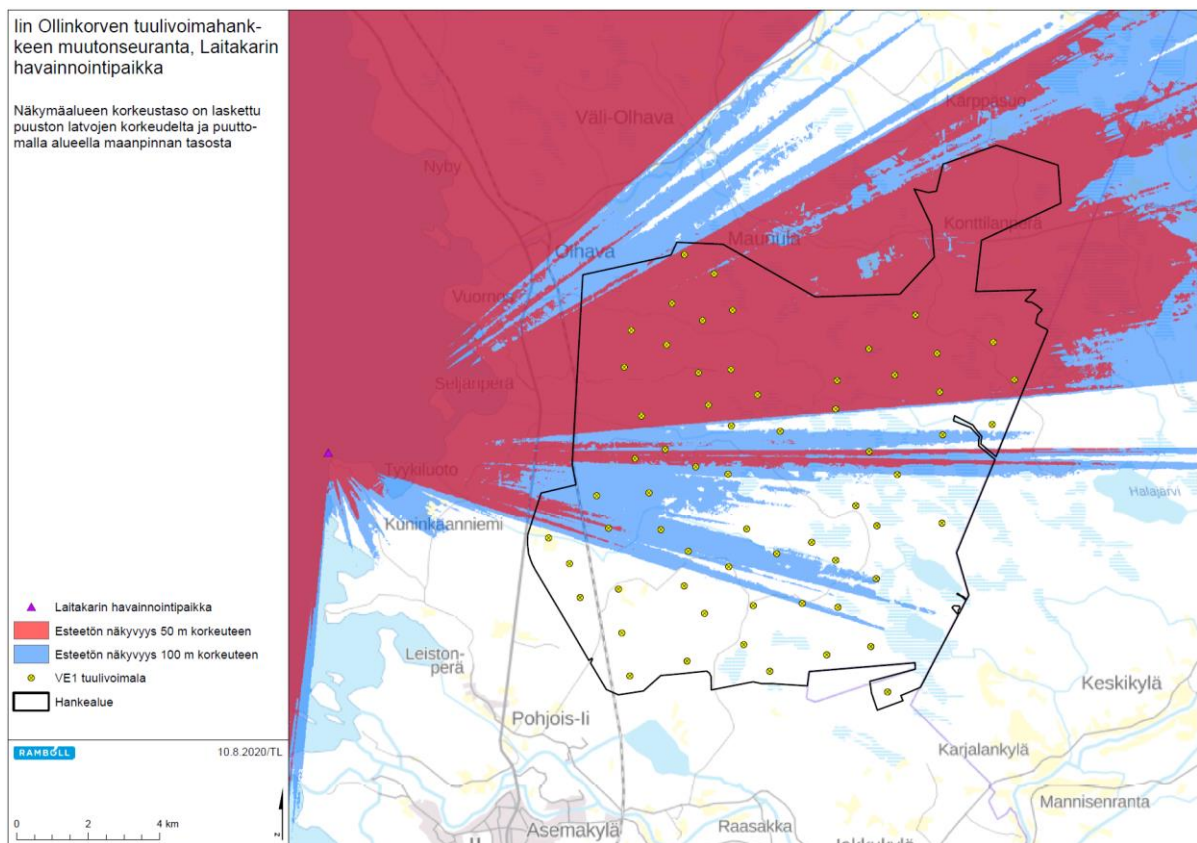 Iin Ollinkorven tuulivoimahank-
keen muutonseuranta, Laitakarin
havainnointipaikka
Näkymäalueen korkeustaso on laskettu
puuston latvojen korkeudelta ja puutto-
malla alueella maanpinnan tasosta
Laitakarin havainnointipaikka
Esteetön näkyvyys 50 m korkeuteen
Esteetön näkyvyys 100 m korkeuteen
VE1 tuulivoimala
Hankealue
RAMBOLL
10.8.2020/TL
0 2 4 km
Z
Väli-Olhava
Karppasuo
Nyby
Konttilanperä
Maunula
Olhava
Vuornos
Seljänperä
Tyykiluoto
Halajärvi
Kuninkaanniemi
Leiston-
perä
Keskikylä
Pohjois-Ii
Karjalankylä
Mannisenranta
Asemakylä
Raasakka